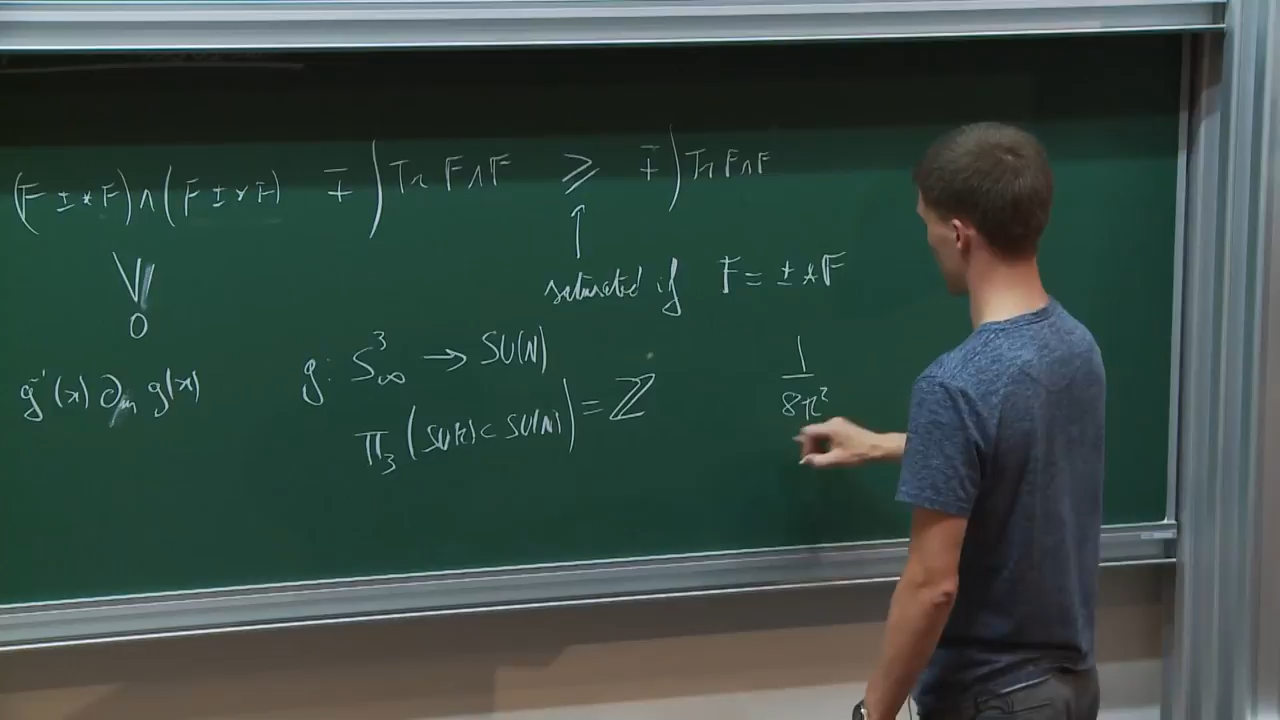 (F ± ⋆F)∧(F ± ⋆F) ∓ ∫ Tr F∧F ≥ ∓ ∫ Tr F∧F
V/
0
↑
saturated if F = ± ⋆F
g⁻¹(x) ∂ₘ g(x)
g: S³∞ → SU(N)
π₃(SU(2) ⊂ SU(N)) = ℤ
1
8π²